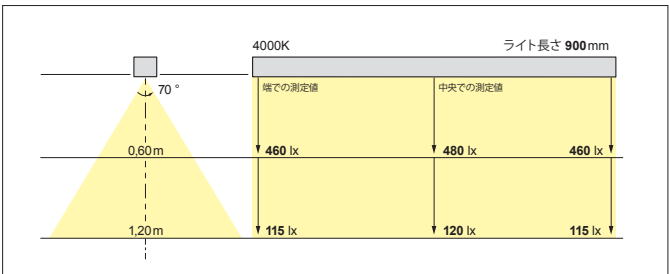 4000K
ライト長さ 900mm
70 °
端での測定値
中央での測定値
0,60m
460 lx
480 lx
460 lx
1,20m
115 lx
120 lx
115 lx